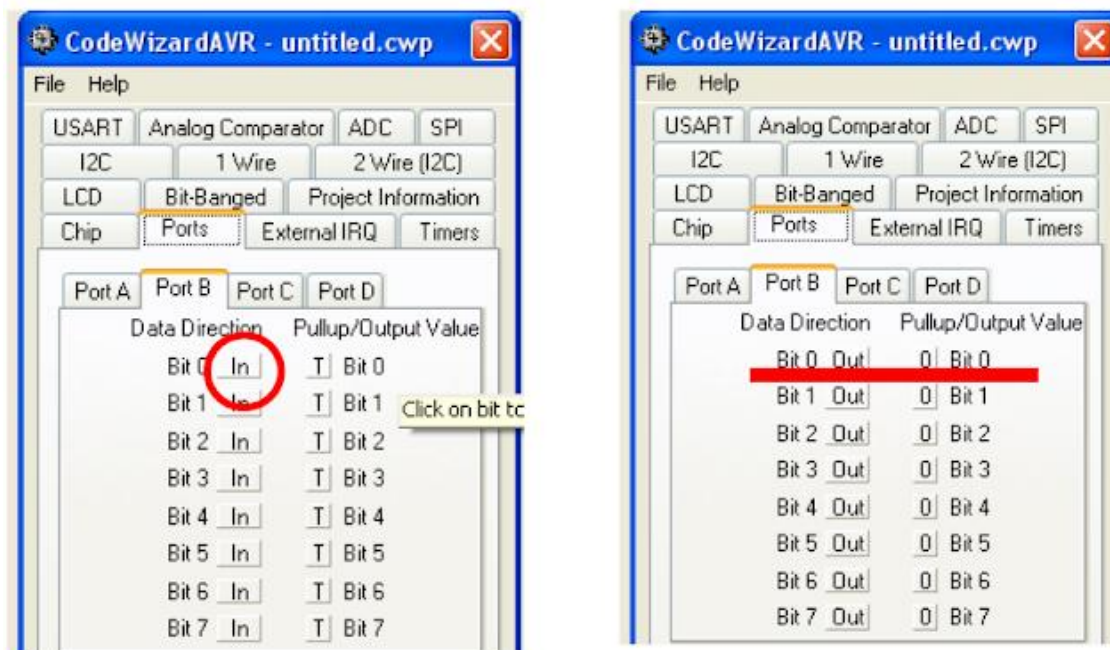 CodeWizardAVR - untitled.cwp
File Help
USART Analog Comparator ADC SPI
I2C 1 Wire 2 Wire (I2C)
LCD Bit-Banged Project Information
Chip Ports External IRQ Timers
Port A Port B Port C Port D
Data Direction Pullup/Output Value
Bit 0 In T Bit 0
Bit 1 In T Bit 1
Click on bit to
Bit 2 In T Bit 2
Bit 3 In T Bit 3
Bit 4 In T Bit 4
Bit 5 In T Bit 5
Bit 6 In T Bit 6
Bit 7 In T Bit 7
CodeWizardAVR - untitled.cwp
File Help
USART Analog Comparator ADC SPI
I2C 1 Wire 2 Wire (I2C)
LCD Bit-Banged Project Information
Chip Ports External IRQ Timers
Port A Port B Port C Port D
Data Direction Pullup/Output Value
Bit 0 Out 0 Bit 0
Bit 1 Out 0 Bit 1
Bit 2 Out 0 Bit 2
Bit 3 Out 0 Bit 3
Bit 4 Out 0 Bit 4
Bit 5 Out 0 Bit 5
Bit 6 Out 0 Bit 6
Bit 7 Out 0 Bit 7